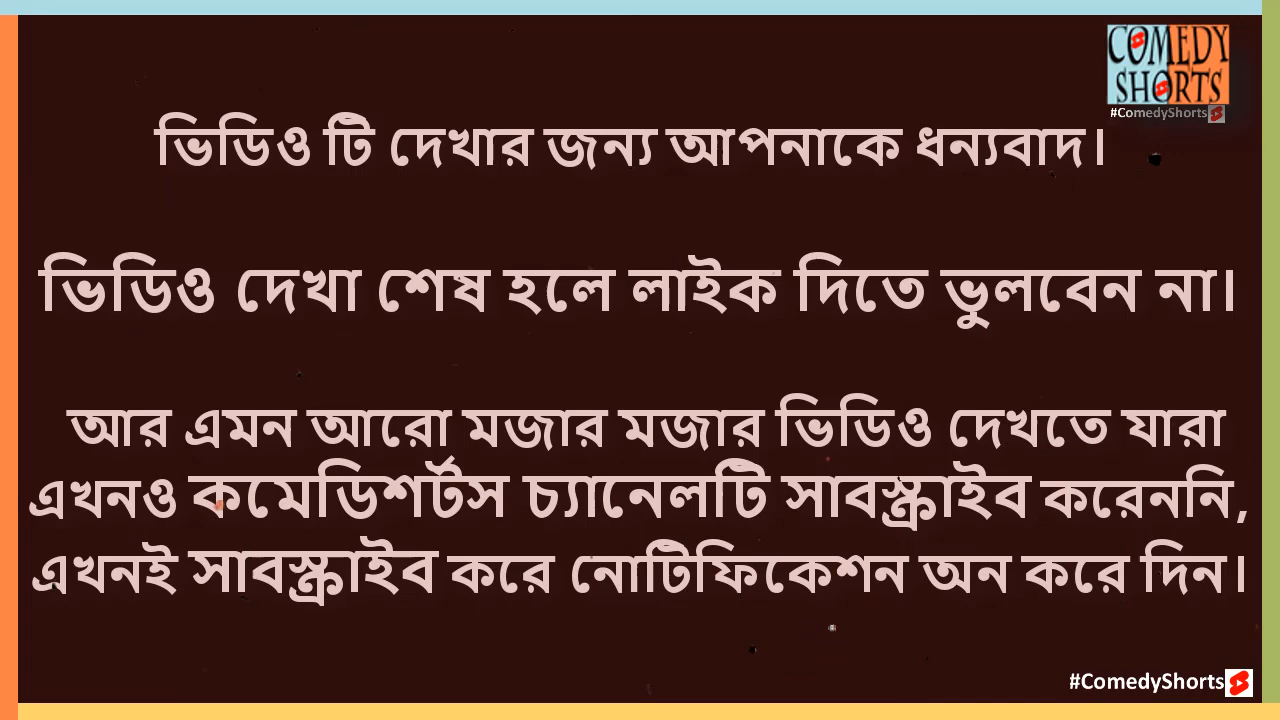 COMEDY
SHORTS
#ComedyShorts
ভিডিও টি দেখার জন্য আপনাকে ধন্যবাদ।
ভিডিও দেখা শেষ হলে লাইক দিতে ভুলবেন না।
আর এমন আরো মজার মজার ভিডিও দেখতে যারা
এখনও কমেডিশর্টস চ্যানেলটি সাবস্ক্রাইব করেননি,
এখনই সাবস্ক্রাইব করে নোটিফিকেশন অন করে দিন।
#ComedyShorts